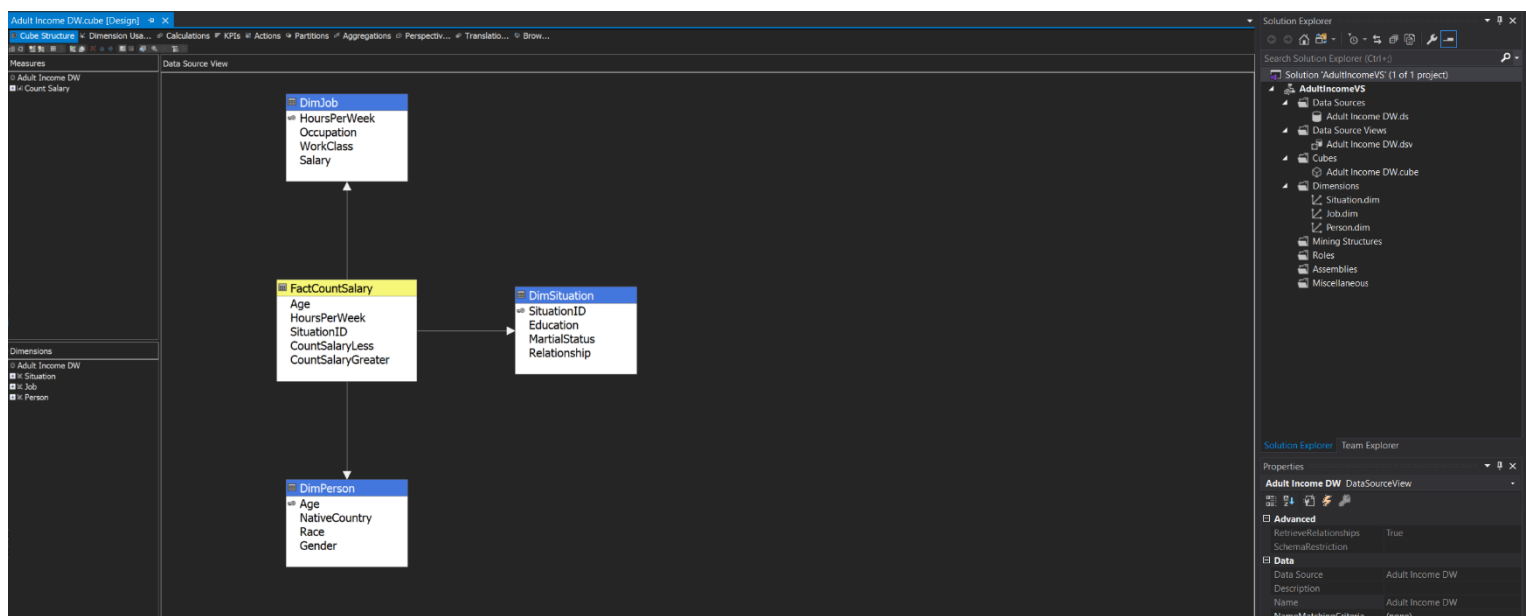 Adult Income DW.cube [Design]
Cube Structure Dimension Usa... Calculations KPIs Actions Partitions Aggregations Perspectiv... Translatio... Brow...
Measures
Adult Income DW
Count Salary
Dimensions
Adult Income DW
Situation
Job
Person
Data Source View
DimJob
HoursPerWeek
Occupation
WorkClass
Salary
FactCountSalary
Age
HoursPerWeek
SituationID
CountSalaryLess
CountSalaryGreater
DimSituation
SituationID
Education
MartialStatus
Relationship
DimPerson
Age
NativeCountry
Race
Gender
Solution Explorer
Search Solution Explorer (Ctrl+;)
Solution 'AdultIncomeVS' (1 of 1 project)
AdultIncomeVS
Data Sources
Adult Income DW.ds
Data Source Views
Adult Income DW.dsv
Cubes
Adult Income DW.cube
Dimensions
Situation.dim
Job.dim
Person.dim
Mining Structures
Roles
Assemblies
Miscellaneous
Solution Explorer Team Explorer
Properties
Adult Income DW DataSourceView
Advanced
RetrieveRelationships True
SchemaRestriction
Data
Data Source Adult Income DW
Description
Name Adult Income DW
NameMatchingCriteria (none)